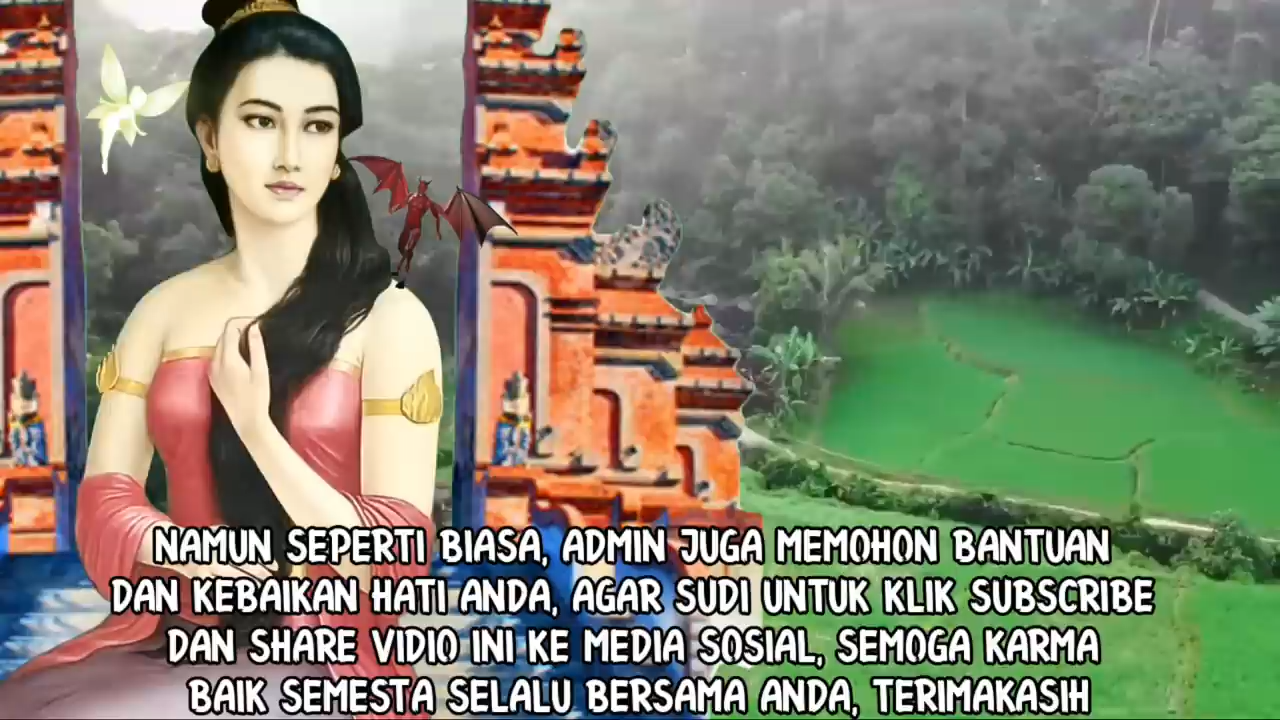 NAMUN SEPERTI BIASA, ADMIN JUGA MEMOHON BANTUAN
DAN KEBAIKAN HATI ANDA, AGAR SUDI UNTUK KLIK SUBSCRIBE
DAN SHARE VIDIO INI KE MEDIA SOSIAL, SEMOGA KARMA
BAIK SEMESTA SELALU BERSAMA ANDA, TERIMAKASIH